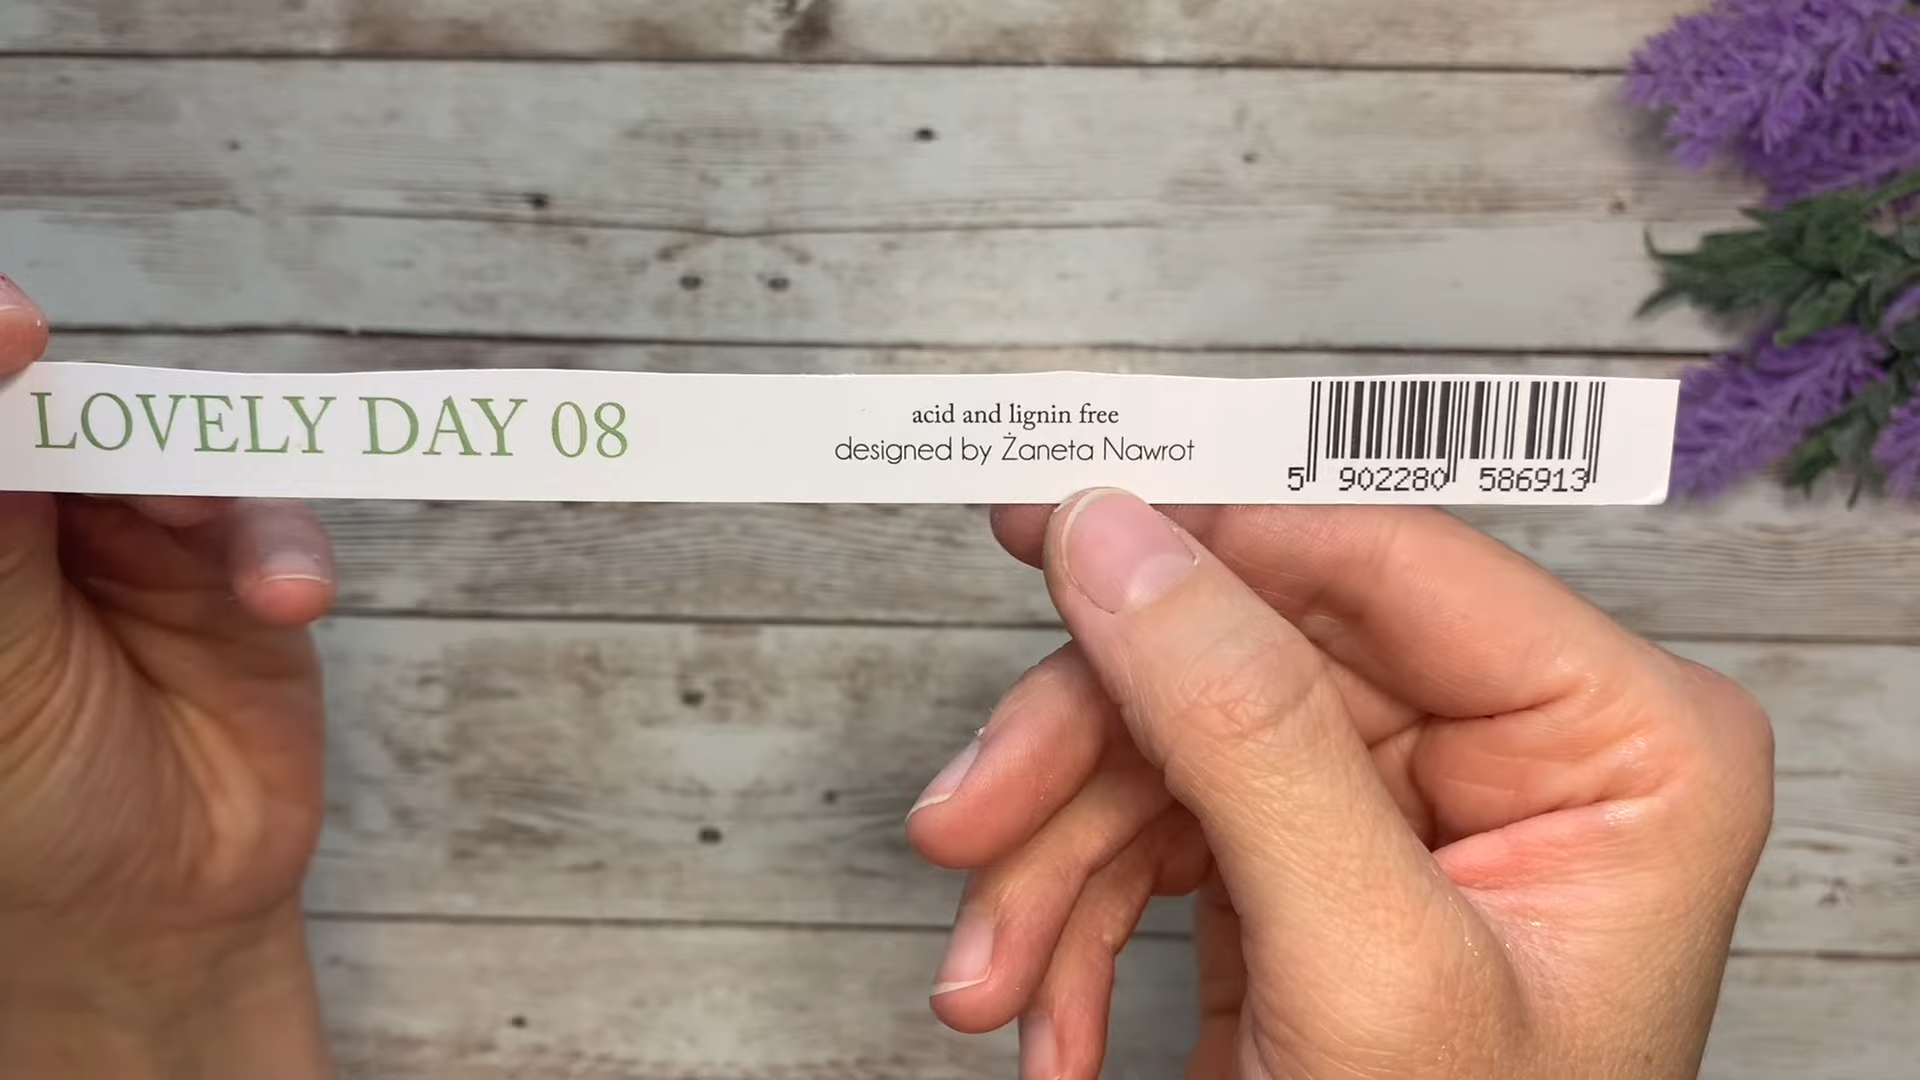 LOVELY DAY 08
acid and lignin free
designed by Żaneta Nawrot
5 902280 586913